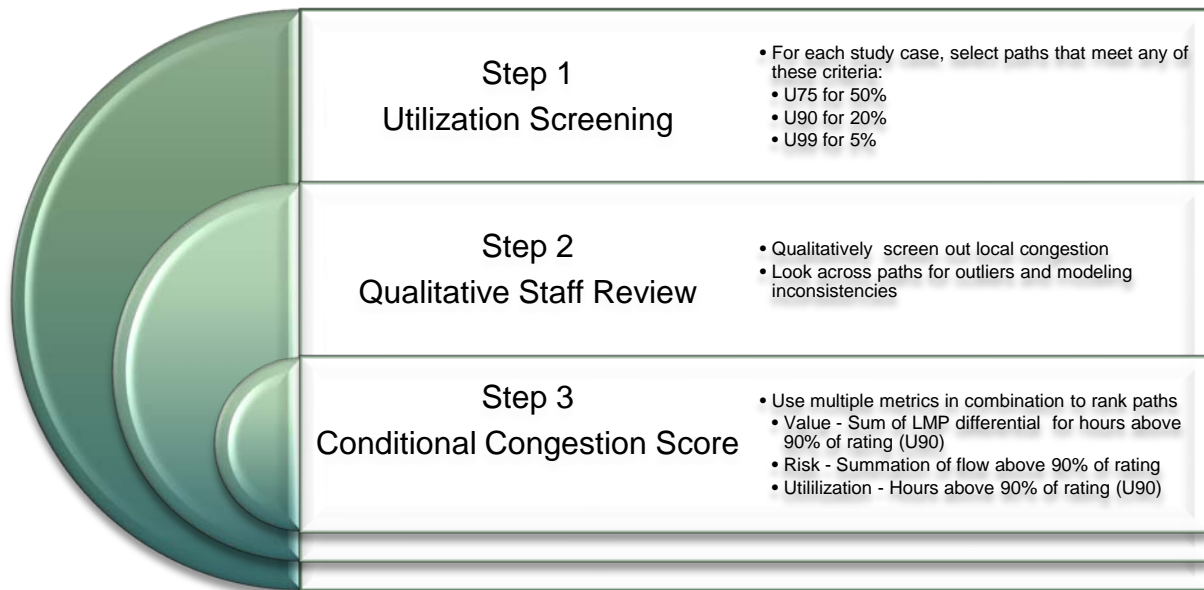 Step 1
Utilization Screening
• For each study case, select paths that meet any of
these criteria:
• U75 for 50%
• U90 for 20%
• U99 for 5%
Step 2
Qualitative Staff Review
• Qualitatively screen out local congestion
• Look across paths for outliers and modeling
inconsistencies
Step 3
Conditional Congestion Score
• Use multiple metrics in combination to rank paths
• Value - Sum of LMP differential for hours above
90% of rating (U90)
• Risk - Summation of flow above 90% of rating
• Utililization - Hours above 90% of rating (U90)